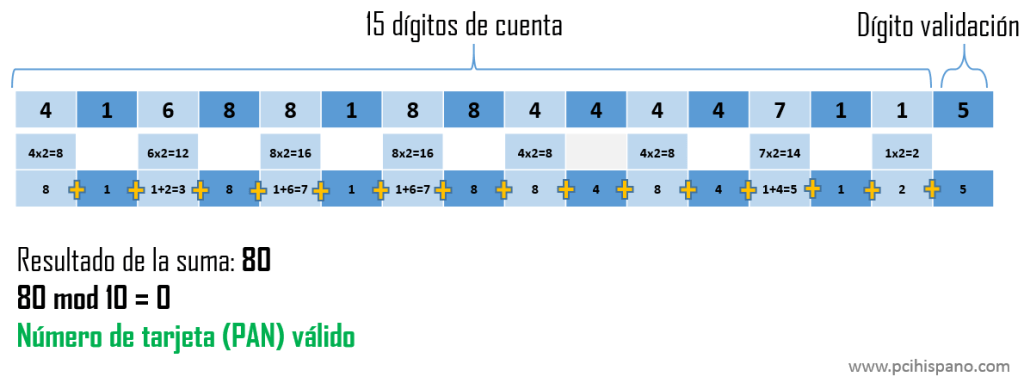 15 dígitos de cuenta Dígito validación
4 1 6 8 8 1 8 8 4 4 4 4 7 1 1 5
4x2=8 6x2=12 8x2=16 8x2=16 4x2=8 4x2=8 7x2=14 1x2=2
8 + 1 + 1+2=3 + 8 + 1+6=7 + 1 + 1+6=7 + 8 + 8 + 4 + 8 + 4 + 1+4=5 + 1 + 2 + 5
Resultado de la suma: 80
80 mod 10 = 0
Número de tarjeta (PAN) válido
www.pcihispano.com